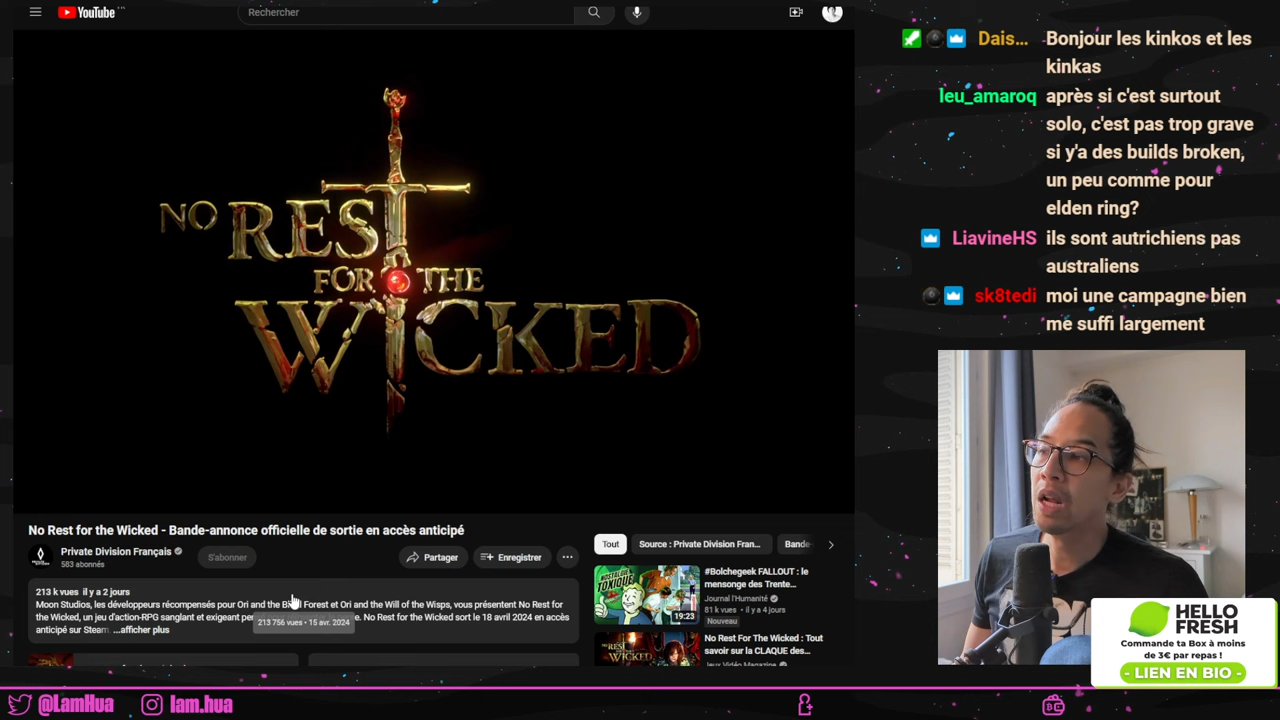 YouTube
Rechercher
NO REST
FOR THE
WICKED
No Rest for the Wicked - Bande-annonce officielle de sortie en accès anticipé
Private Division Français
583 abonnés
S'abonner
Partager
Enregistrer
213 k vues il y a 2 jours
Moon Studios, les développeurs récompensés pour Ori and the Blind Forest et Ori and the Will of the Wisps, vous présentent No Rest for
the Wicked, un jeu d'action-RPG sanglant et exigeant
No Rest for the Wicked sort le 18 avril 2024 en accès
anticipé sur Steam ...afficher plus
213 756 vues • 15 avr. 2024
Tout
Source : Private Division Fran...
Bande-
#Bolchegeek FALLOUT : le
mensonge des Trente...
Journal l'Humanité
81 k vues • il y a 4 jours
Nouveau
19:23
No Rest For The Wicked : Tout
savoir sur la CLAQUE des...
Jeux Vidéo Magazine
Dais... Bonjour les kinkos et les
kinkas
leu_amaroq après si c'est surtout
solo, c'est pas trop grave
si y'a des builds broken,
un peu comme pour
elden ring?
LiavineHS ils sont autrichiens pas
australiens
sk8tedi moi une campagne bien
me suffi largement
HELLO
FRESH
Commande ta Box à moins
de 3€ par repas !
- LIEN EN BIO -
@LamHua
lam.hua